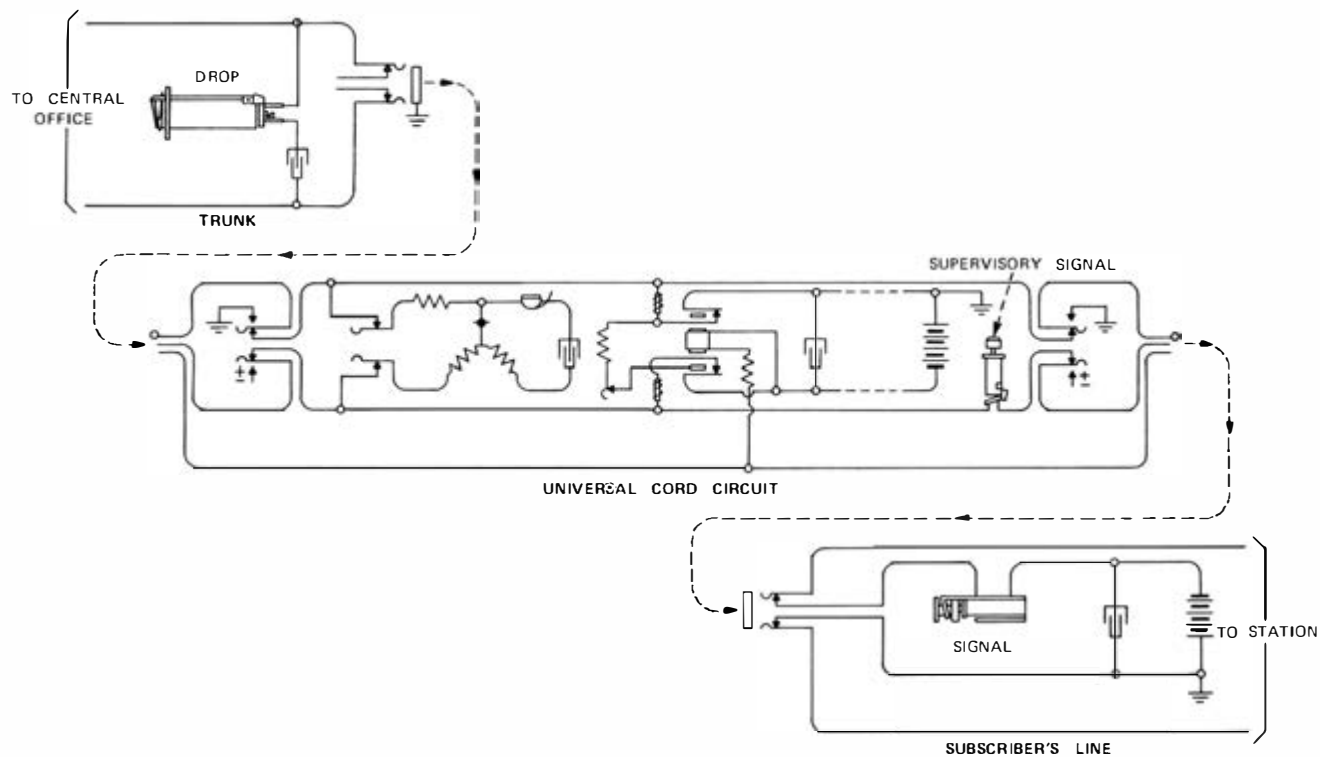 DROP
TO CENTRAL
OFFICE
TRUNK
SUPERVISORY SIGNAL
+
-
+
-
UNIVERSAL CORD CIRCUIT
SIGNAL
TO STATION
SUBSCRIBER'S LINE